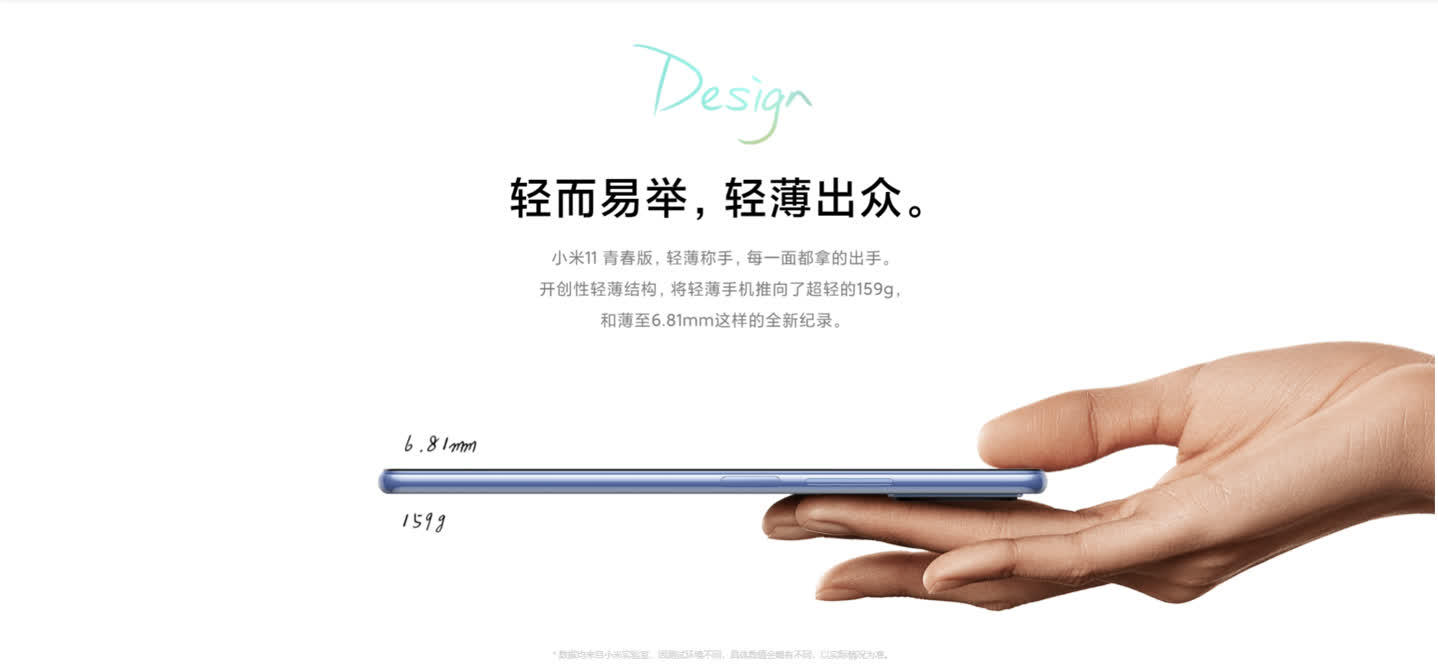 Design
轻而易举，轻薄出众。
小米11 青春版，轻薄称手，每一面都拿的出手。
开创性轻薄结构，将轻薄手机推向了超轻的159g，
和薄至6.81mm这样的全新纪录。
6.81mm
159g
* 数据均来自小米实验室，因测试环境不同，具体数值会略有不同，以实际情况为准。